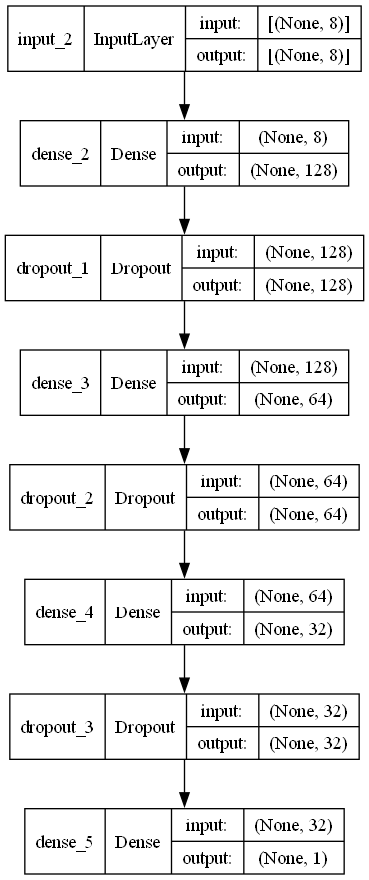 input_2 InputLayer input: [(None, 8)]
output: [(None, 8)]
dense_2 Dense input: (None, 8)
output: (None, 128)
dropout_1 Dropout input: (None, 128)
output: (None, 128)
dense_3 Dense input: (None, 128)
output: (None, 64)
dropout_2 Dropout input: (None, 64)
output: (None, 64)
dense_4 Dense input: (None, 64)
output: (None, 32)
dropout_3 Dropout input: (None, 32)
output: (None, 32)
dense_5 Dense input: (None, 32)
output: (None, 1)